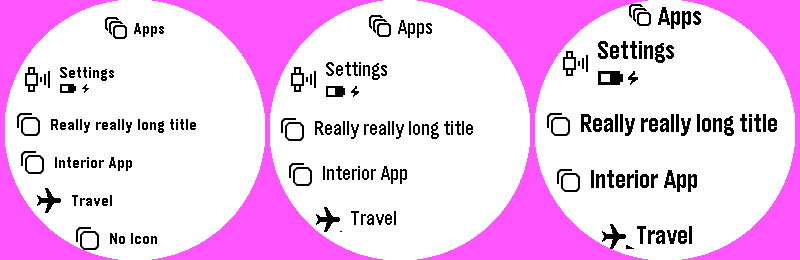 Apps
Settings
Really really long title
Interior App
Travel
No Icon
Apps
Settings
Really really long title
Interior App
Travel
Apps
Settings
Really really long title
Interior App
Travel